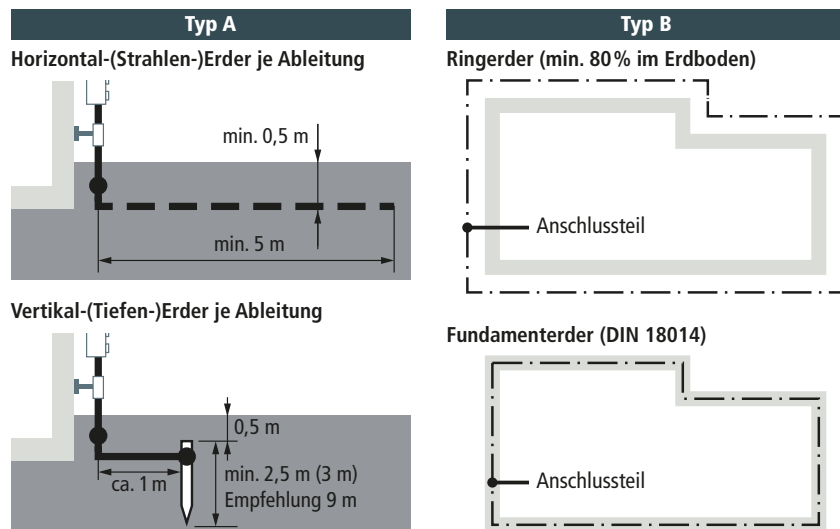 Typ A
Horizontal-(Strahlen-)Erder je Ableitung
min. 0,5 m
min. 5 m
Vertikal-(Tiefen-)Erder je Ableitung
0,5 m
ca. 1 m
min. 2,5 m (3 m)
Empfehlung 9 m
Typ B
Ringerder (min. 80 % im Erdboden)
Anschlussteil
Fundamenterder (DIN 18014)
Anschlussteil